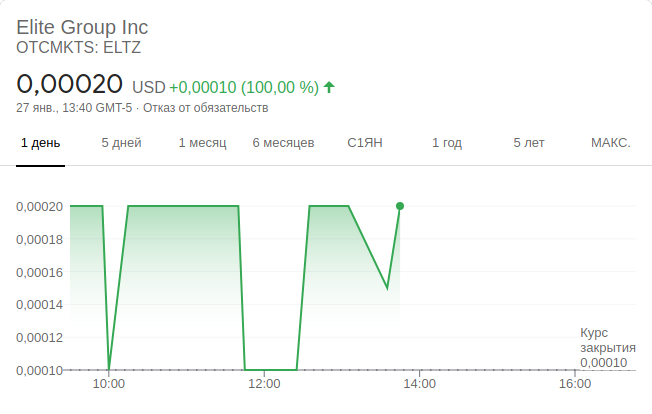 Elite Group Inc
OTCMKTS: ELTZ
0,00020 USD +0,00010 (100,00 %)
27 янв., 13:40 GMT-5 · Отказ от обязательств
1 день 5 дней 1 месяц 6 месяцев С1ЯН 1 год 5 лет МАКС.
0,00020
0,00018
0,00016
0,00014
0,00012
0,00010
Курс
закрытия
0,00010
10:00 12:00 14:00 16:00